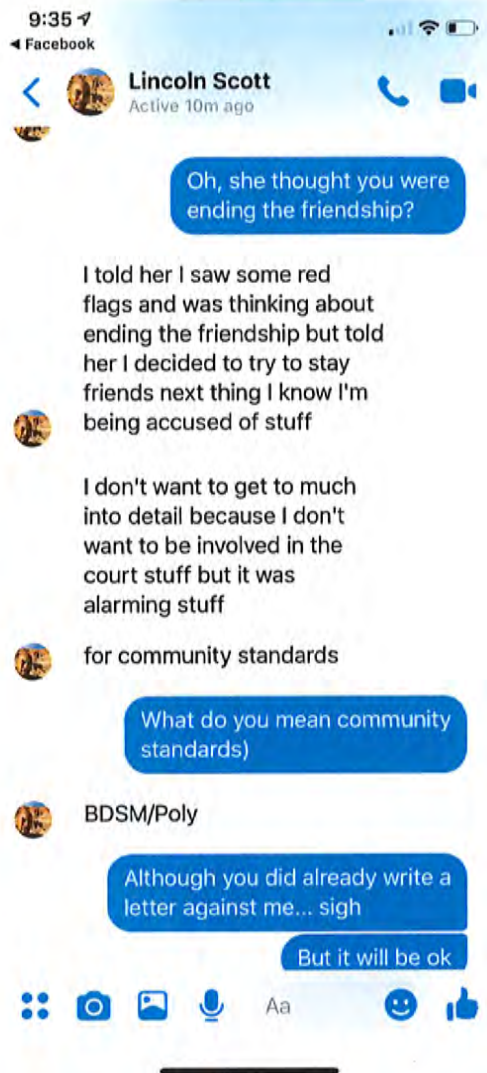 9:35
Facebook
Lincoln Scott
Active 10m ago
Oh, she thought you were
ending the friendship?
I told her I saw some red
flags and was thinking about
ending the friendship but told
her I decided to try to stay
friends next thing I know I'm
being accused of stuff
I don't want to get to much
into detail because I don't
want to be involved in the
court stuff but it was
alarming stuff
for community standards
What do you mean community
standards)
BDSM/Poly
Although you did already write a
letter against me... sigh
But it will be ok
Aa